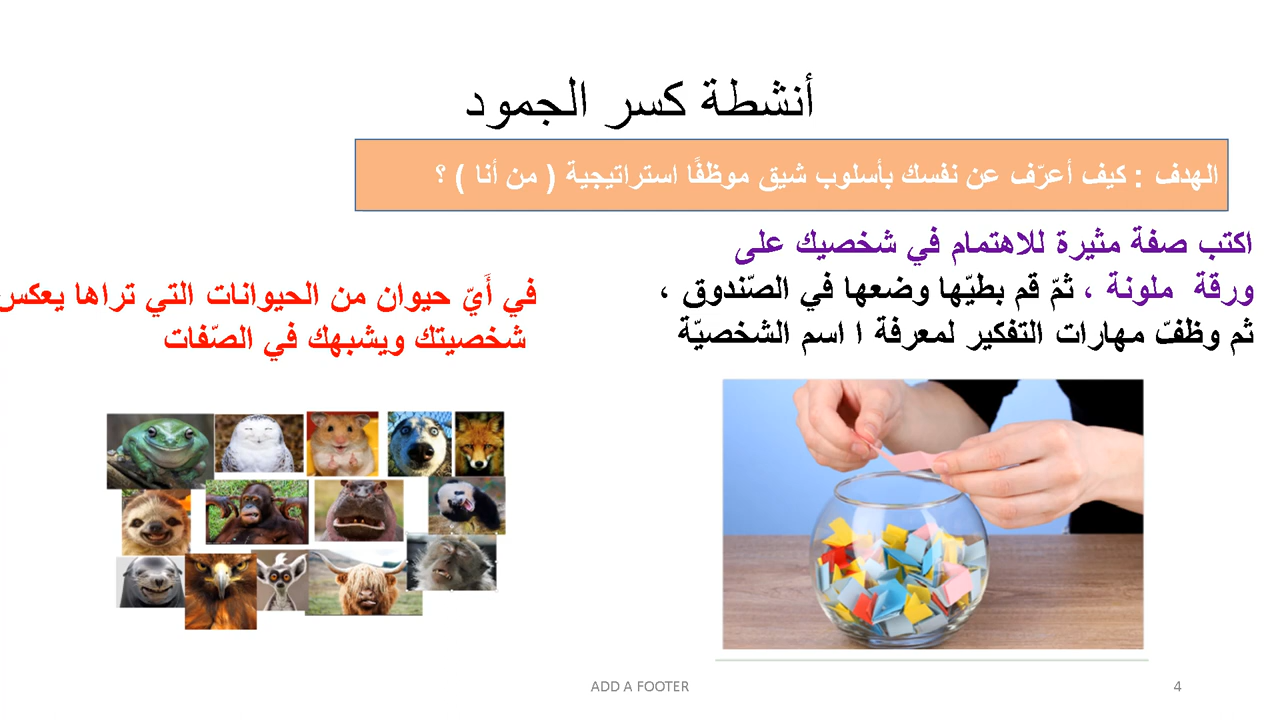 أنشطة كسر الجمود
الهدف : كيف أعرّف عن نفسك بأسلوب شيق موظفًا استراتيجية ( من أنا ) ؟
اكتب صفة مثيرة للاهتمام في شخصيك على
ورقة ملونة ، ثمّ قم بطيّها وضعها في الصّندوق ،
ثم وظفّ مهارات التفكير لمعرفة ا اسم الشخصيّة
في أَيّ حيوان من الحيوانات التي تراها يعكس
شخصيتك ويشبهك في الصّفات
ADD A FOOTER
4